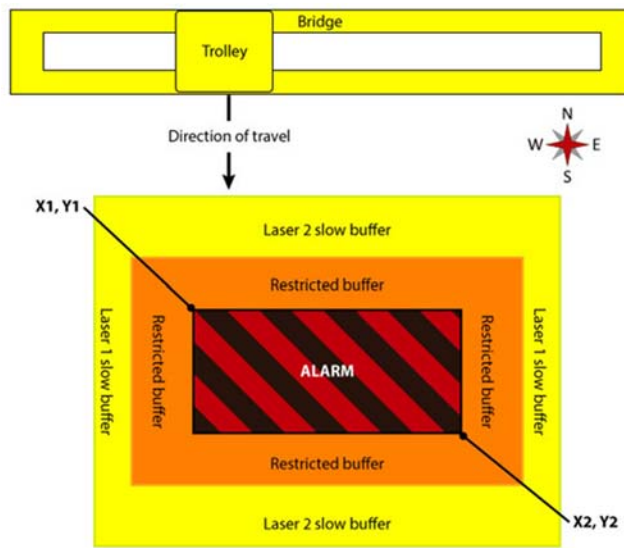 Bridge
Trolley
Direction of travel
N
W E
S
X1, Y1
Laser 2 slow buffer
Restricted buffer
Laser 1 slow buffer
Restricted buffer
ALARM
Restricted buffer
Laser 1 slow buffer
Restricted buffer
Laser 2 slow buffer
X2, Y2